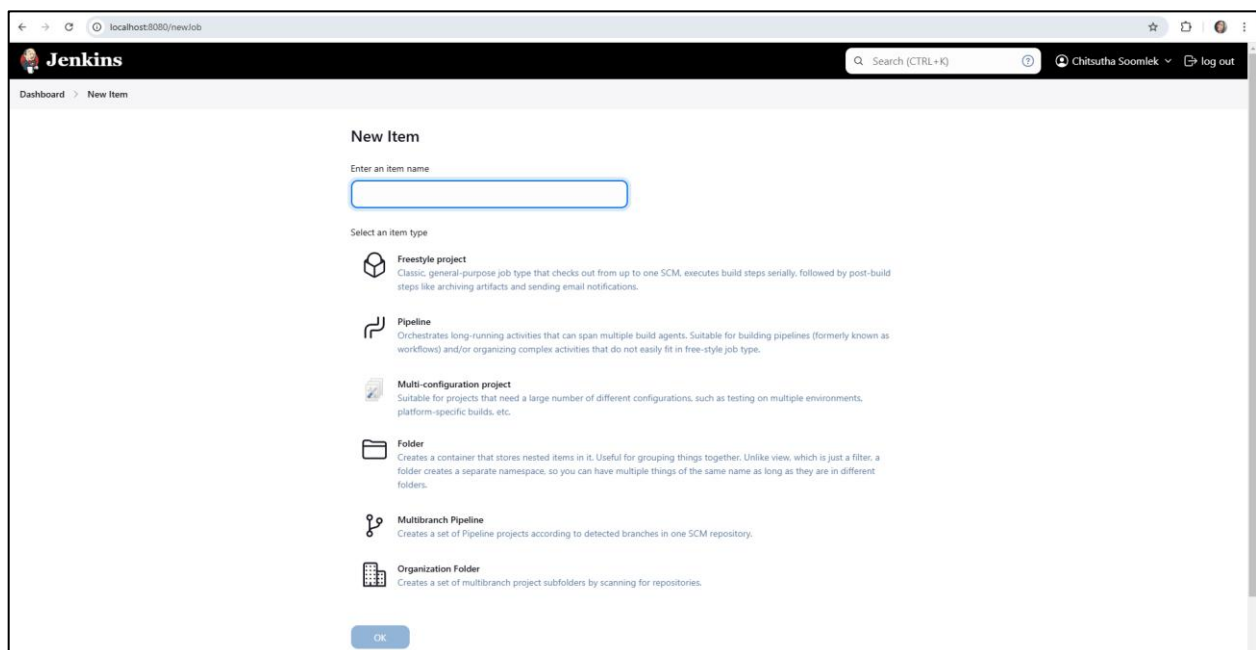 localhost:8080/newJob
Jenkins
Search (CTRL+K)
Chitsutha Soomlek
log out
Dashboard > New Item
New Item
Enter an item name
Select an item type
Freestyle project
Classic, general-purpose job type that checks out from up to one SCM, executes build steps serially, followed by post-build
steps like archiving artifacts and sending email notifications.
Pipeline
Orchestrates long-running activities that can span multiple build agents. Suitable for building pipelines (formerly known as
workflows) and/or organizing complex activities that do not easily fit in free-style job type.
Multi-configuration project
Suitable for projects that need a large number of different configurations, such as testing on multiple environments,
platform-specific builds, etc.
Folder
Creates a container that stores nested items in it. Useful for grouping things together. Unlike view, which is just a filter, a
folder creates a separate namespace, so you can have multiple things of the same name as long as they are in different
folders.
Multibranch Pipeline
Creates a set of Pipeline projects according to detected branches in one SCM repository.
Organization Folder
Creates a set of multibranch project subfolders by scanning for repositories.
OK